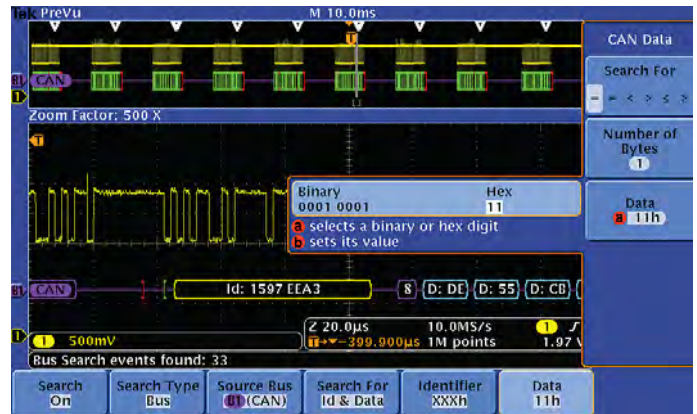 Tek PreVu M 10.0ms
CAN Data
B1 CAN
1
Search For
= ≠ < > ≤ ≥
Zoom Factor: 500 X
Number of
Bytes
1
Binary Hex
0001 0001 11
a selects a binary or hex digit
b sets its value
Data
a 11h
B1 CAN Id: 1597 EEA3 8 D: DE D: 55 D: CB
1 500mV
Z 20.0µs 10.0MS/s 1
T→▼-399.900µs 1M points 1.97 V
Bus Search events found: 33
Search
On
Search Type
Bus
Source Bus
B1 (CAN)
Search For
Id & Data
Identifier
XXXh
Data
11h